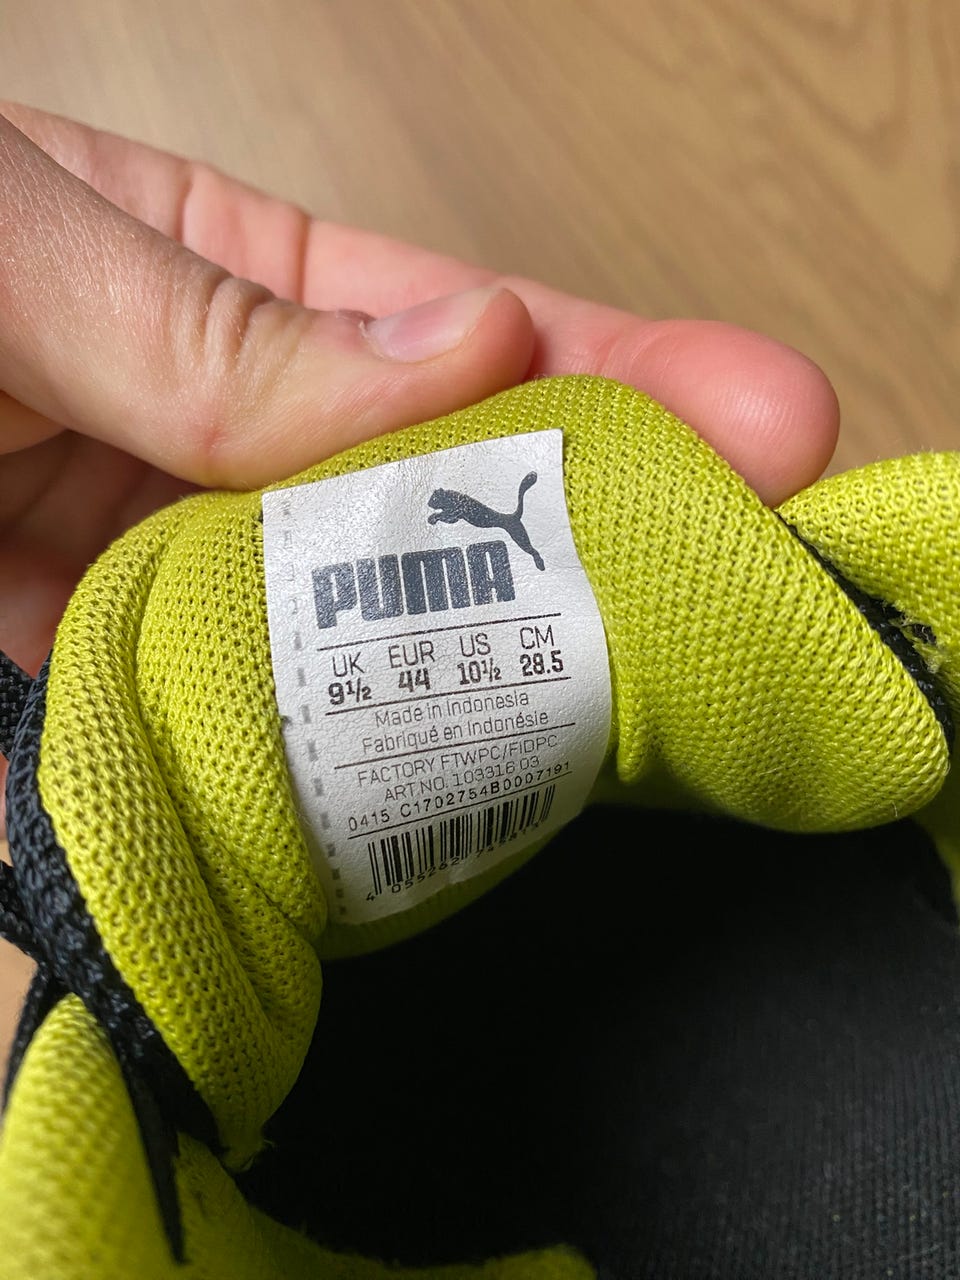 PUMA
UK EUR US CM
9½ 44 10½ 28.5
Made in Indonesia
Fabriqué en Indonésie
FACTORY FTWPC/FIDPC
ART NO. 103316 03
0415 C1702754B0007191